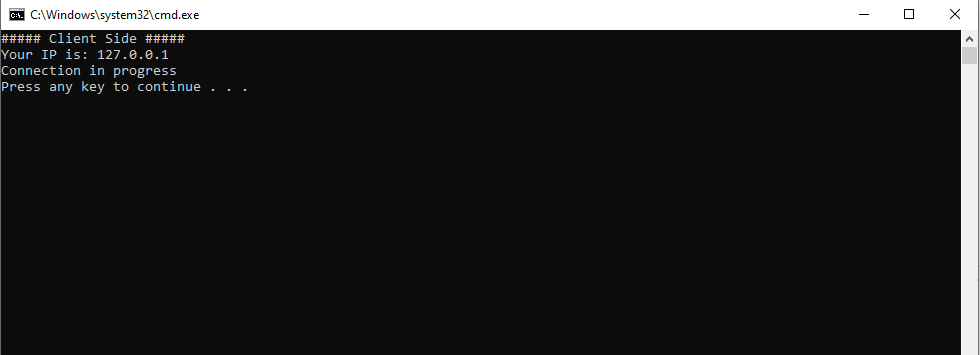 C:\Windows\system32\cmd.exe
##### Client Side #####
Your IP is: 127.0.0.1
Connection in progress
Press any key to continue . . .